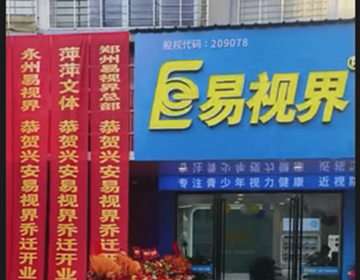 股权代码：209078
易视界
专注青少年视力健康 近视防
永州易视界 恭贺兴安易视界乔迁开业
萍萍文体 恭贺兴安易视界乔迁开业
郑州易视界总部 恭贺兴安易视界乔迁开业